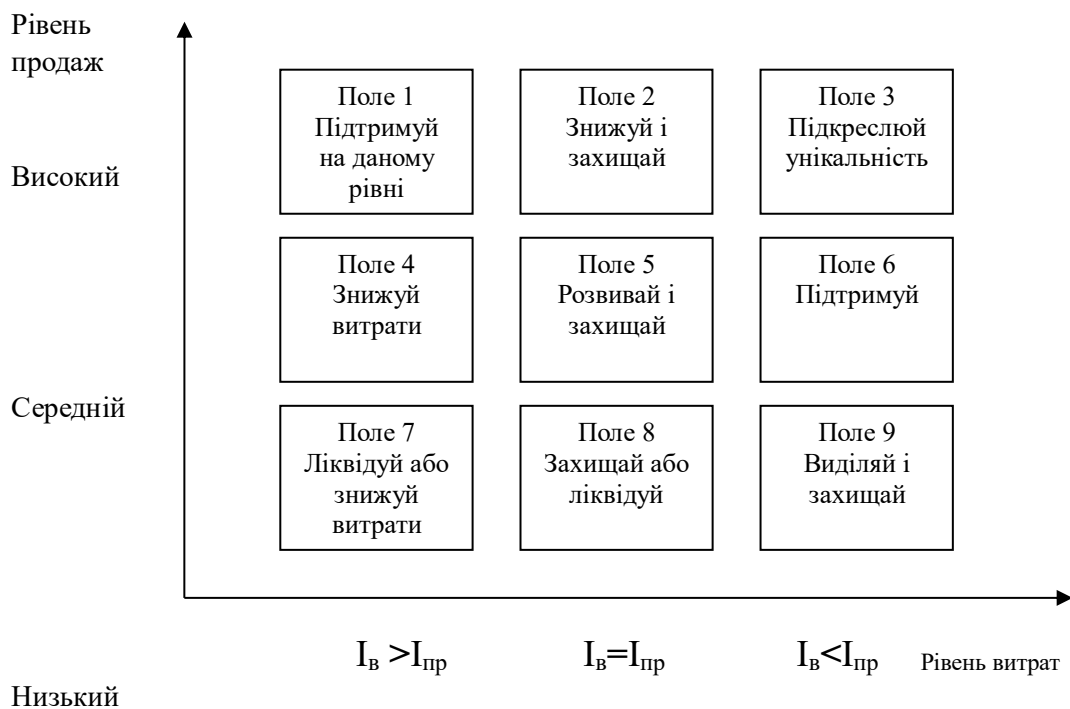 Рівень
продаж
Поле 1
Підтримуй
на даному
рівні
Поле 2
Знижуй і
захищай
Поле 3
Підкреслюй
унікальність
Високий
Поле 4
Знижуй
витрати
Поле 5
Розвивай і
захищай
Поле 6
Підтримуй
Середній
Поле 7
Ліквідуй або
знижуй
витрати
Поле 8
Захищай або
ліквідуй
Поле 9
Виділяй і
захищай
Iв >Iпр
Iв=Iпр
Iв<Iпр
Рівень витрат
Низький